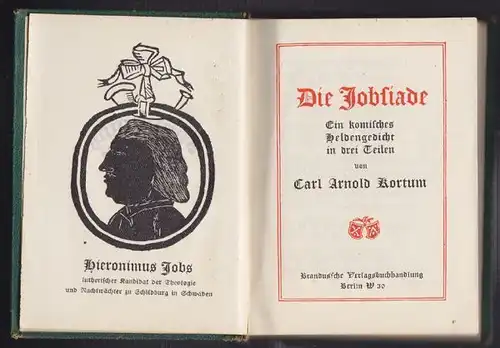 Hieronimus Jobs
lutherischer Kandidat der Theologie
und Nachtwächter zu Schildburg in Schwaben
Die Jobsiade
Ein komisches
Heldengedicht
in drei Teilen
von
Carl Arnold Kortum
Brandussche Verlagsbuchhandlung
Berlin W 30